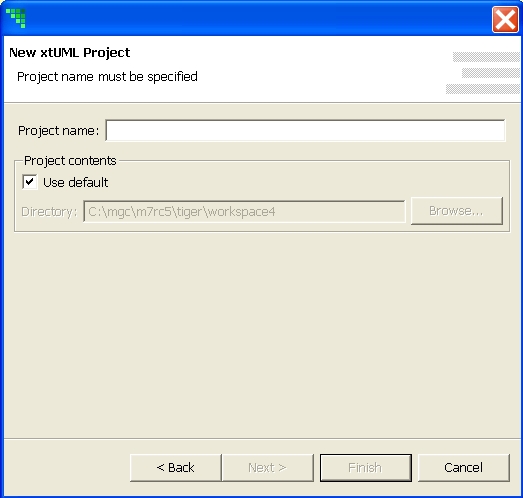 New xtUML Project
Project name must be specified
Project name:
Project contents
Use default
Directory: C:\mgc\m7rc5\tiger\workspace4 Browse...
< Back Next > Finish Cancel